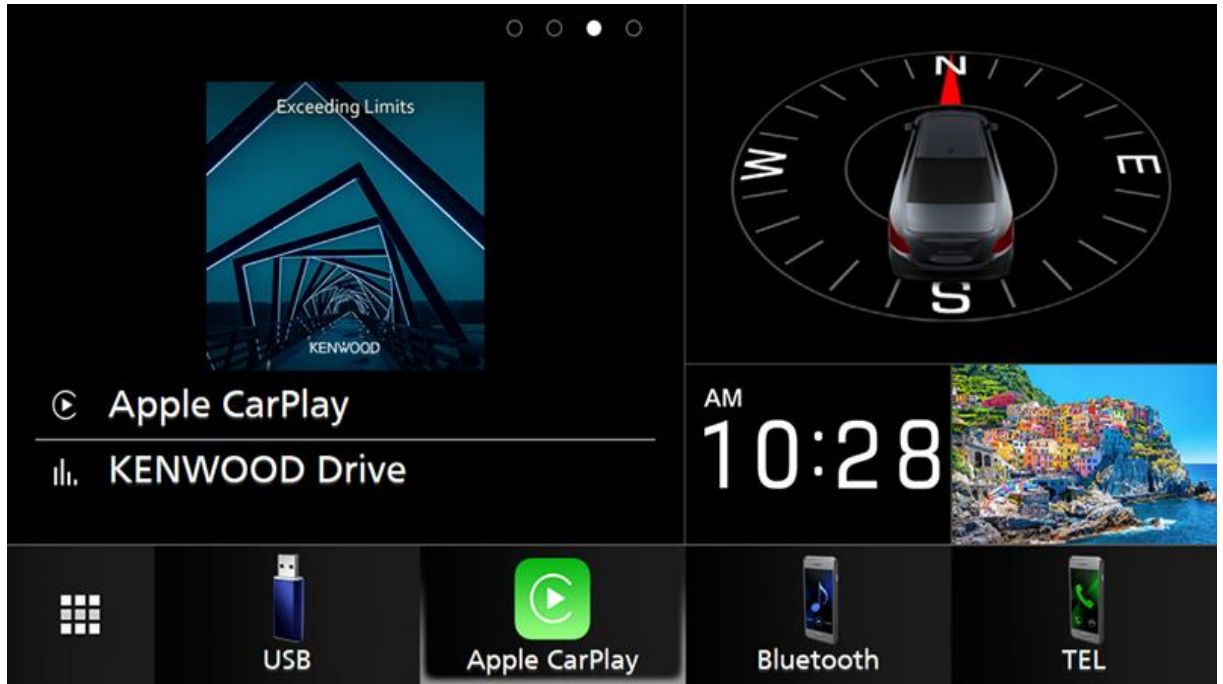 Exceeding Limits
KENWOOD
Apple CarPlay
KENWOOD Drive
N
W
E
S
AM
10:28
USB
Apple CarPlay
Bluetooth
TEL